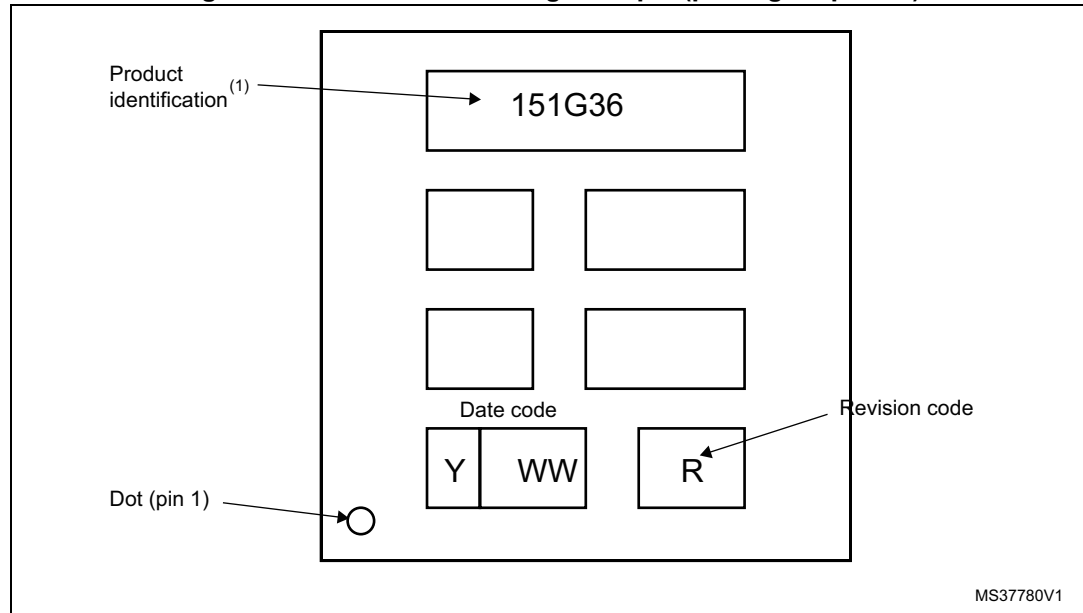 Product
identification(1)
151G36
Date code
Revision code
Y WW R
Dot (pin 1)
MS37780V1